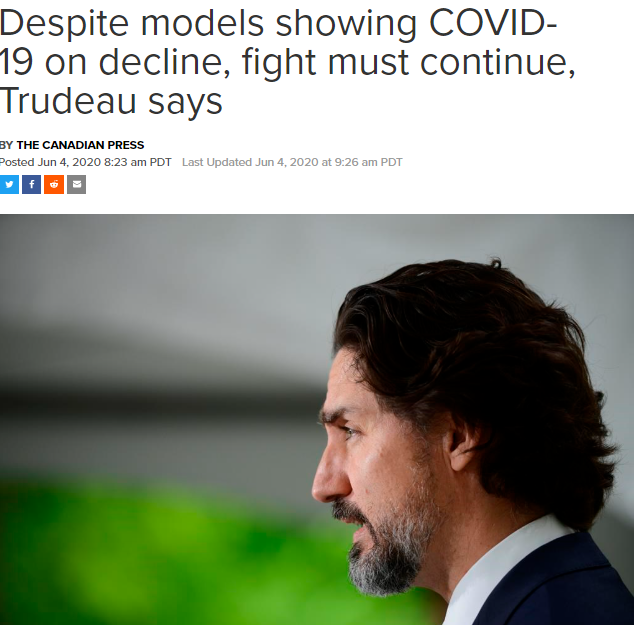 Despite models showing COVID-
19 on decline, fight must continue,
Trudeau says
BY THE CANADIAN PRESS
Posted Jun 4, 2020 8:23 am PDT Last Updated Jun 4, 2020 at 9:26 am PDT